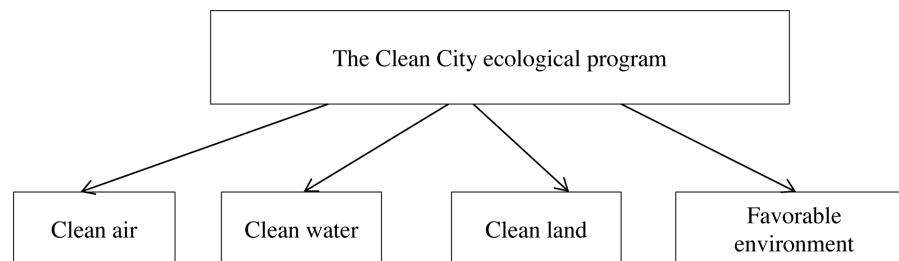 The Clean City ecological program
Clean air
Clean water
Clean land
Favorable
environment